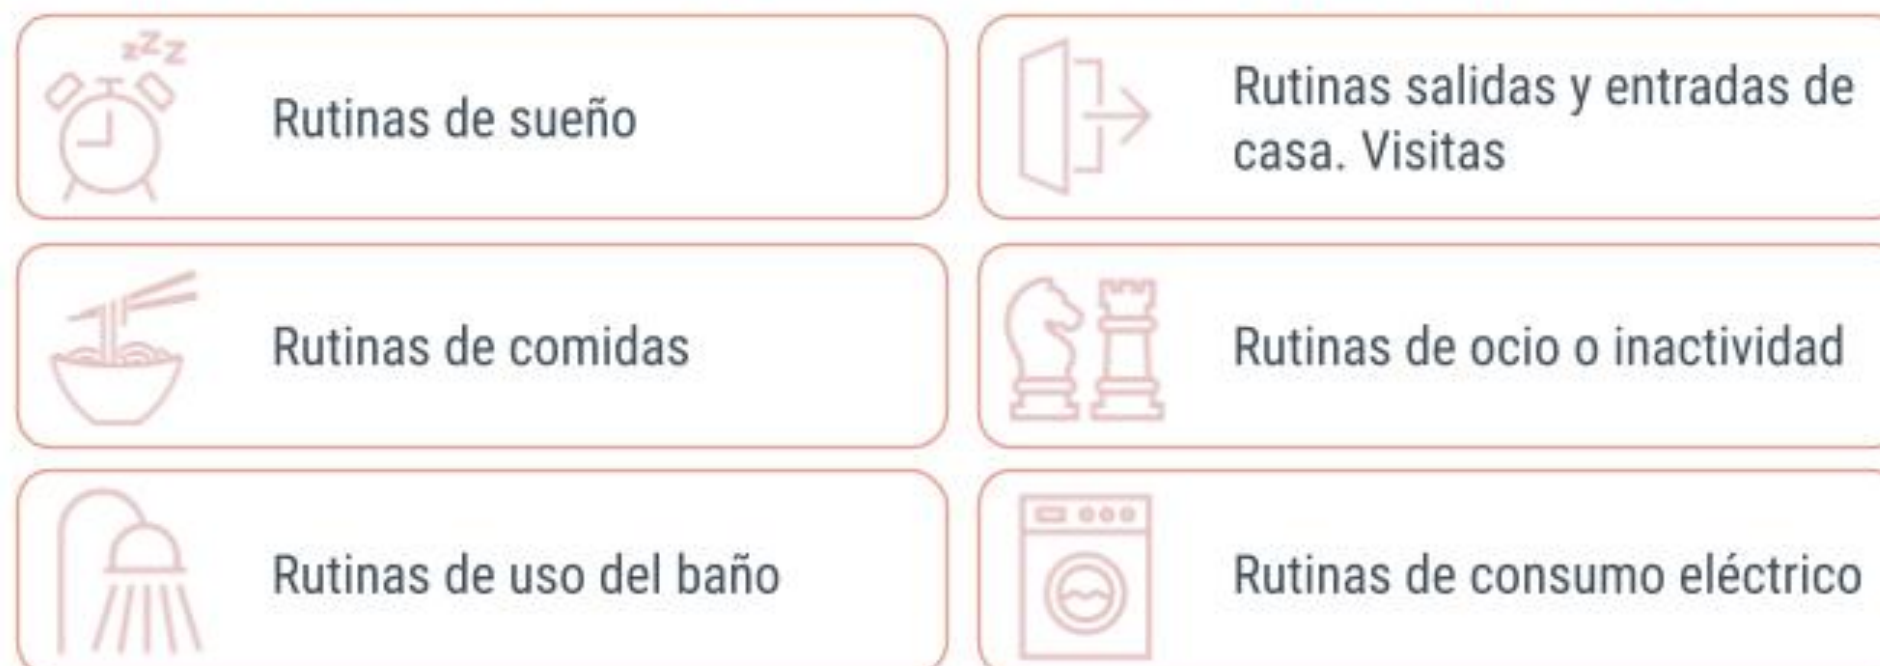 zzz
Rutinas de sueño
Rutinas salidas y entradas de
casa. Visitas
Rutinas de comidas
Rutinas de ocio o inactividad
Rutinas de uso del baño
Rutinas de consumo eléctrico